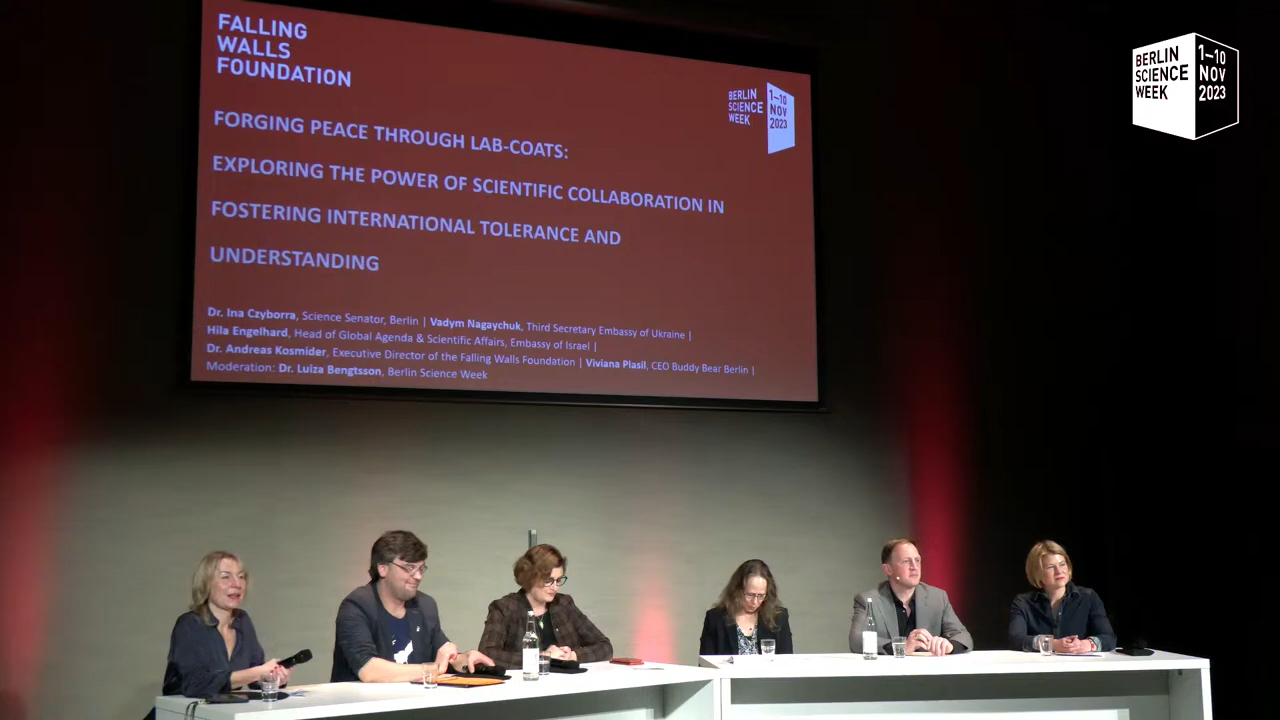 FALLING
WALLS
FOUNDATION
BERLIN
SCIENCE
WEEK
1–10
NOV
2023
FORGING PEACE THROUGH LAB-COATS:
EXPLORING THE POWER OF SCIENTIFIC COLLABORATION IN
FOSTERING INTERNATIONAL TOLERANCE AND
UNDERSTANDING
Dr. Ina Czyborra, Science Senator, Berlin | Vadym Nagaychuk, Third Secretary Embassy of Ukraine |
Hila Engelhard, Head of Global Agenda & Scientific Affairs, Embassy of Israel |
Dr. Andreas Kosmider, Executive Director of the Falling Walls Foundation | Viviana Plasil, CEO Buddy Bear Berlin |
Moderation: Dr. Luiza Bengtsson, Berlin Science Week
BERLIN
SCIENCE
WEEK
1–10
NOV
2023